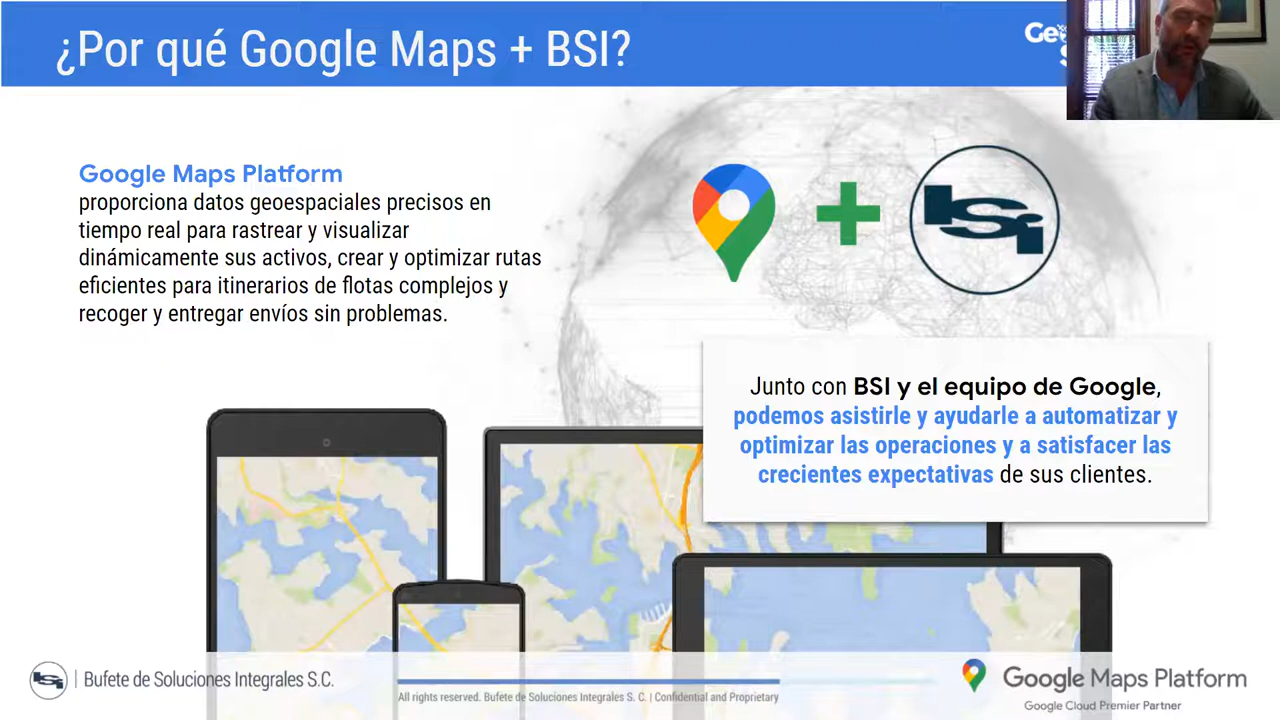 ¿Por qué Google Maps + BSI?
Ge
Google Maps Platform
proporciona datos geoespaciales precisos en
tiempo real para rastrear y visualizar
dinámicamente sus activos, crear y optimizar rutas
eficientes para itinerarios de flotas complejos y
recoger y entregar envíos sin problemas.
bsi
Junto con BSI y el equipo de Google,
podemos asistirle y ayudarle a automatizar y
optimizar las operaciones y a satisfacer las
crecientes expectativas de sus clientes.
bsi | Bufete de Soluciones Integrales S.C.
All rights reserved. Bufete de Soluciones Integrales S. C. | Confidential and Proprietary
Google Maps Platform
Google Cloud Premier Partner